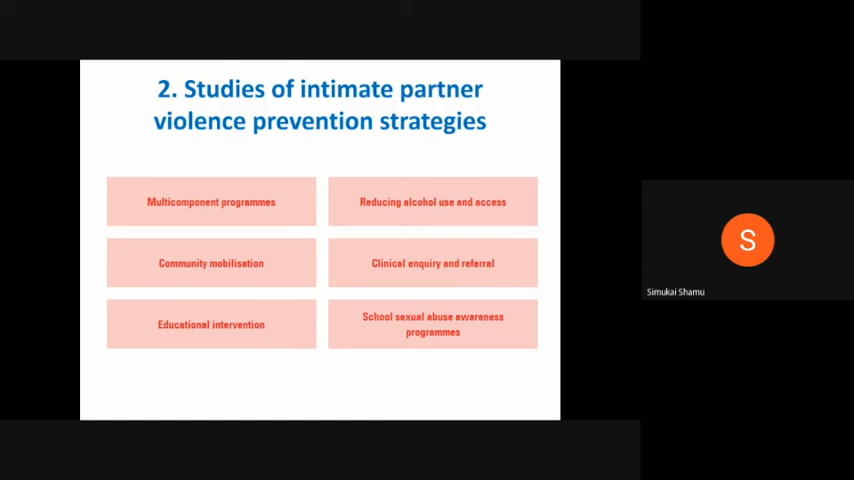 2. Studies of intimate partner
violence prevention strategies
Multicomponent programmes
Reducing alcohol use and access
Community mobilisation
Clinical enquiry and referral
Educational intervention
School sexual abuse awareness
programmes
S
Simukai Shamu